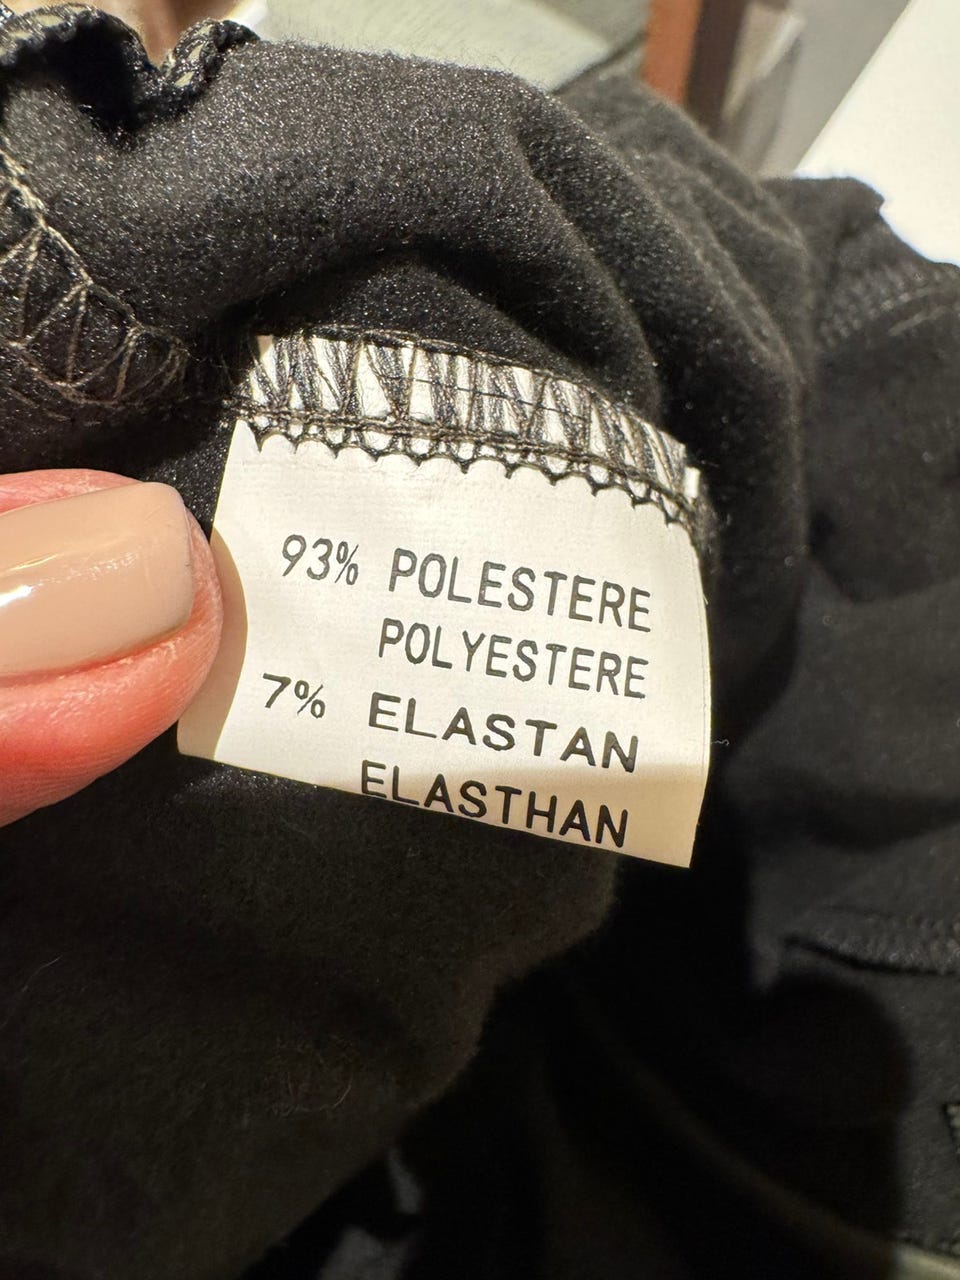 93% POLESTERE
POLYESTERE
7% ELASTAN
ELASTHAN